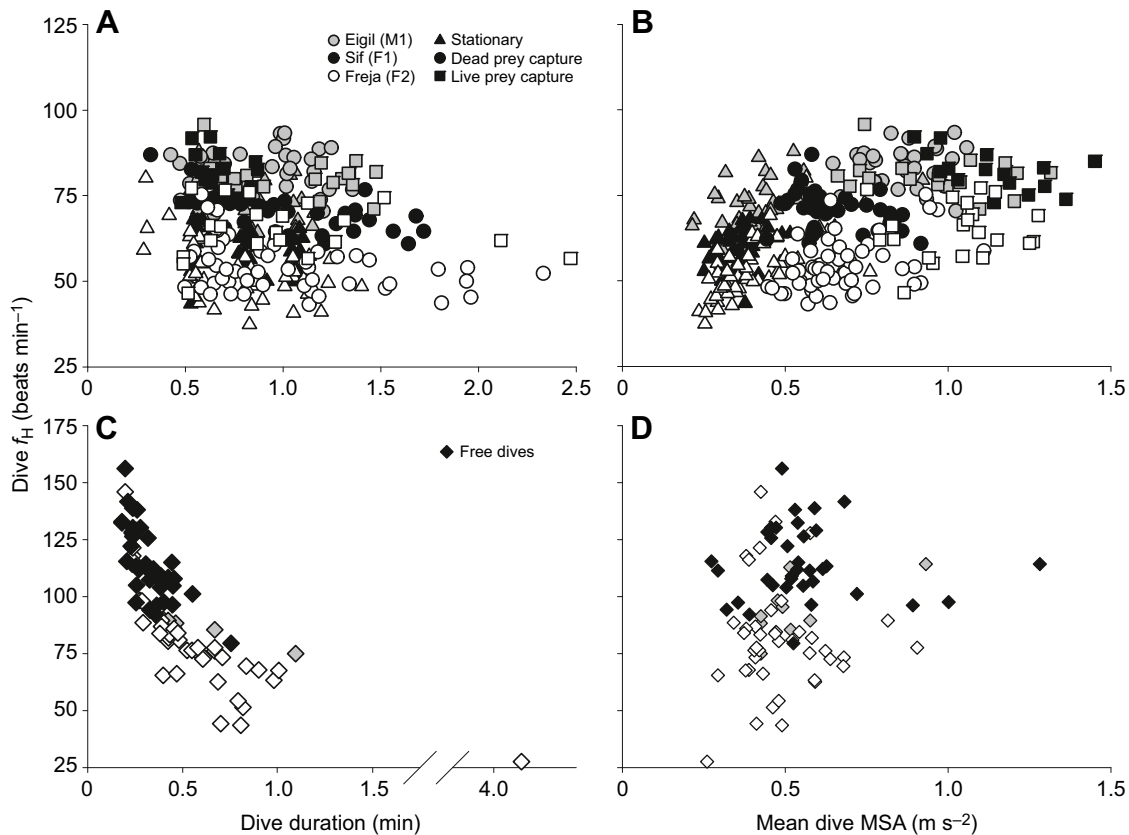 A
B
Eigil (M1)
Sif (F1)
Freja (F2)
Stationary
Dead prey capture
Live prey capture
125
100
75
50
25
0 0.5 1.0 1.5 2.0 2.5
0 0.5 1.0 1.5
Dive fH (beats min–1)
C
D
Free dives
175
150
125
100
75
50
25
0 0.5 1.0 1.5 4.0
0 0.5 1.0 1.5
Dive duration (min)
Mean dive MSA (m s–2)